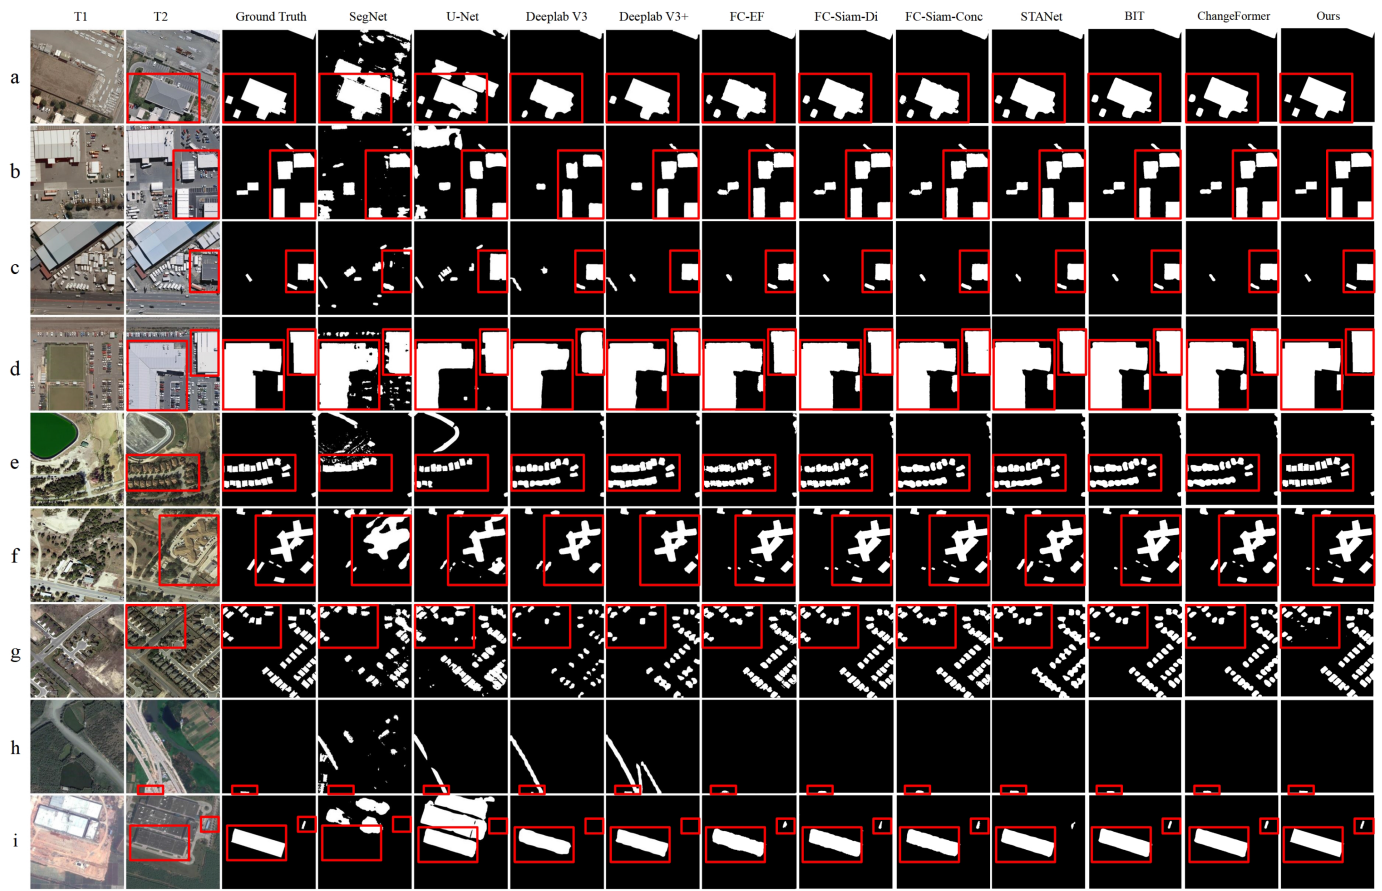 T1 T2 Ground Truth SegNet U-Net Deeplab V3 Deeplab V3+ FC-EF FC-Siam-Di FC-Siam-Conc STANet BIT ChangeFormer Ours
a
b
c
d
e
f
g
h
i